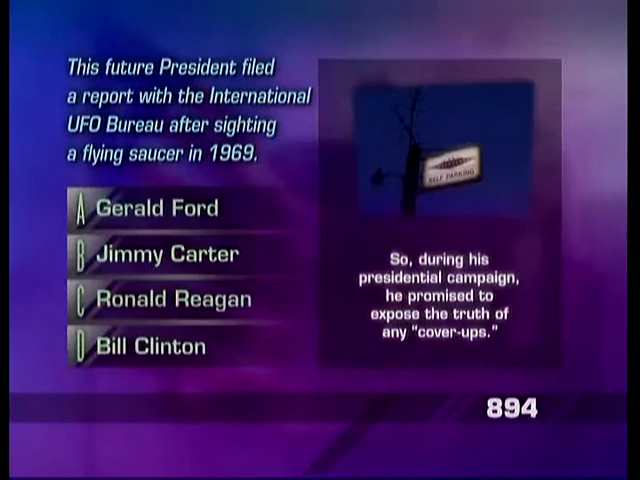 This future President filed
a report with the International
UFO Bureau after sighting
a flying saucer in 1969.
A Gerald Ford
B Jimmy Carter
C Ronald Reagan
D Bill Clinton
SELF PARKING
So, during his
presidential campaign,
he promised to
expose the truth of
any “cover-ups.”
894